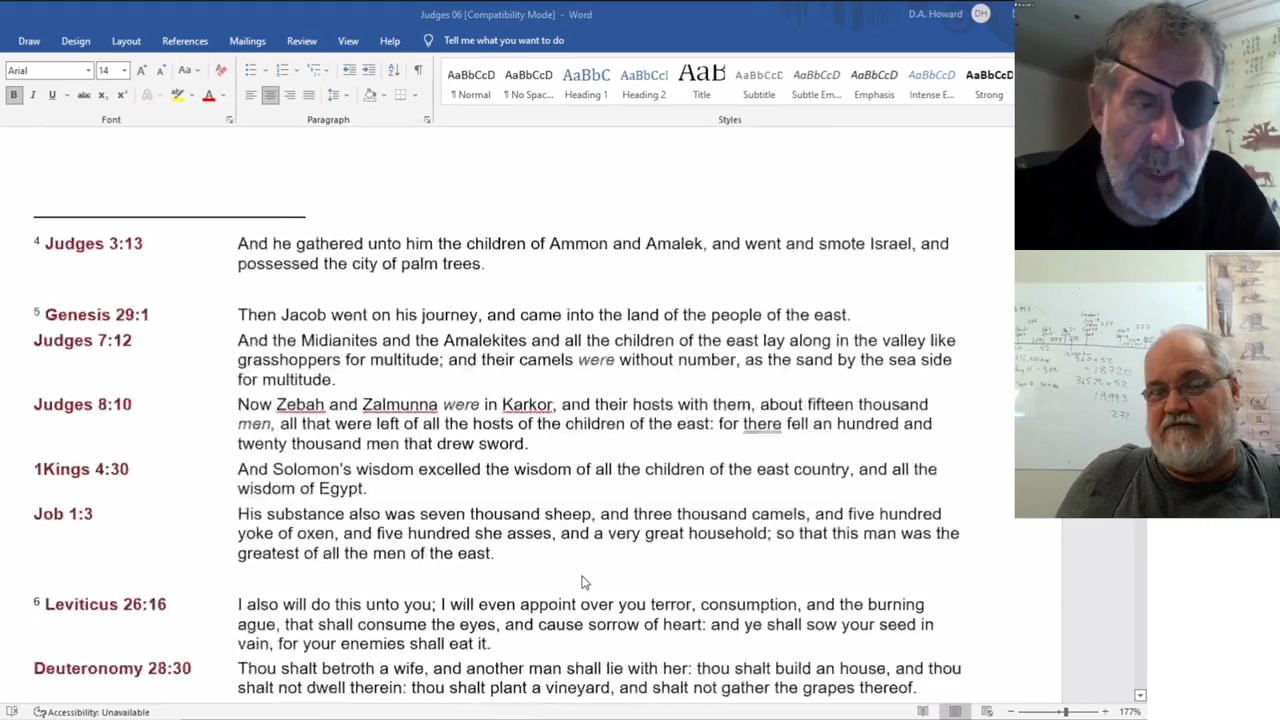 Judges 06 [Compatibility Mode] - Word
D.A. Howard DH
Draw Design Layout References Mailings Review View Help Tell me what you want to do
Arial 14 Aa
AaBbCcD AaBbCcD AaBbC AaBbCcI AaB AaBbCcD AaBbCcD AaBbCcD AaBbCcD AaBbCcD
B I U abc x2 x2 A A
¶ Normal ¶ No Spac... Heading 1 Heading 2 Title Subtitle Subtle Em... Emphasis Intense E... Strong
Font Paragraph Styles
4 Judges 3:13 And he gathered unto him the children of Ammon and Amalek, and went and smote Israel, and
possessed the city of palm trees.
5 Genesis 29:1 Then Jacob went on his journey, and came into the land of the people of the east.
Judges 7:12 And the Midianites and the Amalekites and all the children of the east lay along in the valley like
grasshoppers for multitude; and their camels were without number, as the sand by the sea side
for multitude.
Judges 8:10 Now Zebah and Zalmunna were in Karkor, and their hosts with them, about fifteen thousand
men, all that were left of all the hosts of the children of the east: for there fell an hundred and
twenty thousand men that drew sword.
1Kings 4:30 And Solomon's wisdom excelled the wisdom of all the children of the east country, and all the
wisdom of Egypt.
Job 1:3 His substance also was seven thousand sheep, and three thousand camels, and five hundred
yoke of oxen, and five hundred she asses, and a very great household; so that this man was the
greatest of all the men of the east.
6 Leviticus 26:16 I also will do this unto you; I will even appoint over you terror, consumption, and the burning
ague, that shall consume the eyes, and cause sorrow of heart: and ye shall sow your seed in
vain, for your enemies shall eat it.
Deuteronomy 28:30 Thou shalt betroth a wife, and another man shall lie with her: thou shalt build an house, and thou
shalt not dwell therein: thou shalt plant a vineyard, and shalt not gather the grapes thereof.
Accessibility: Unavailable
177%
360 x 52
- 18720
365.25 x 52
18,993